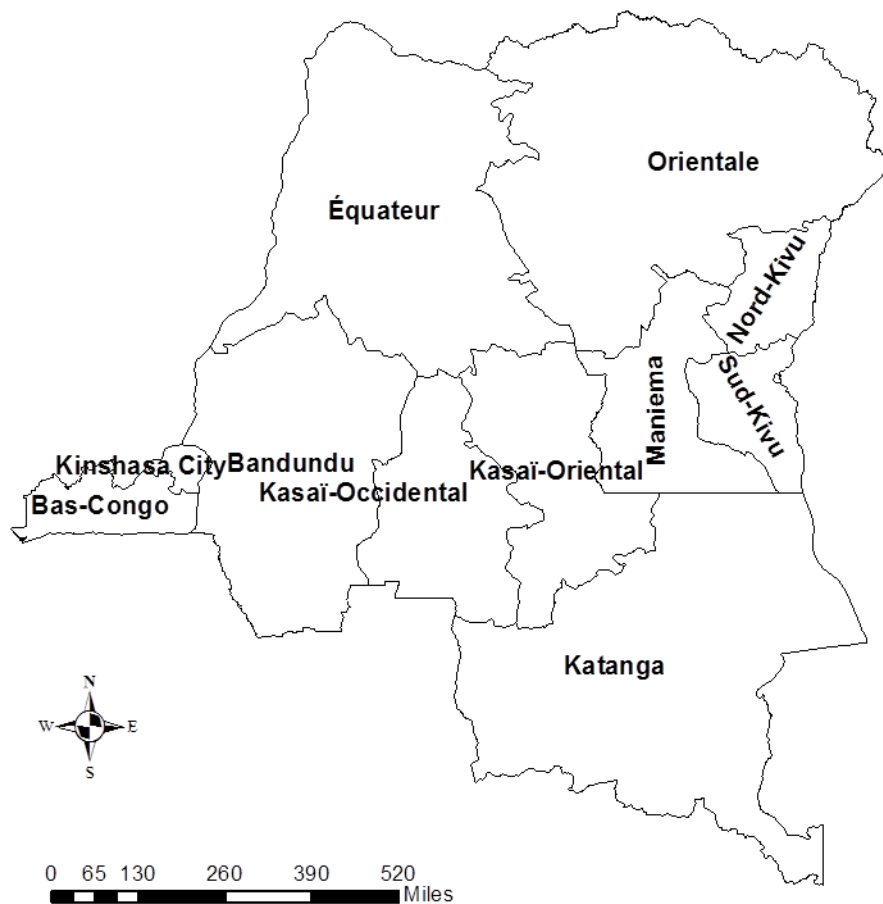 Orientale
Équateur
Nord-Kivu
Sud-Kivu
Maniema
Kinshasa City
Bandundu
Kasaï-Oriental
Kasaï-Occidental
Bas-Congo
Katanga
N
W E
S
0 65 130 260 390 520
Miles